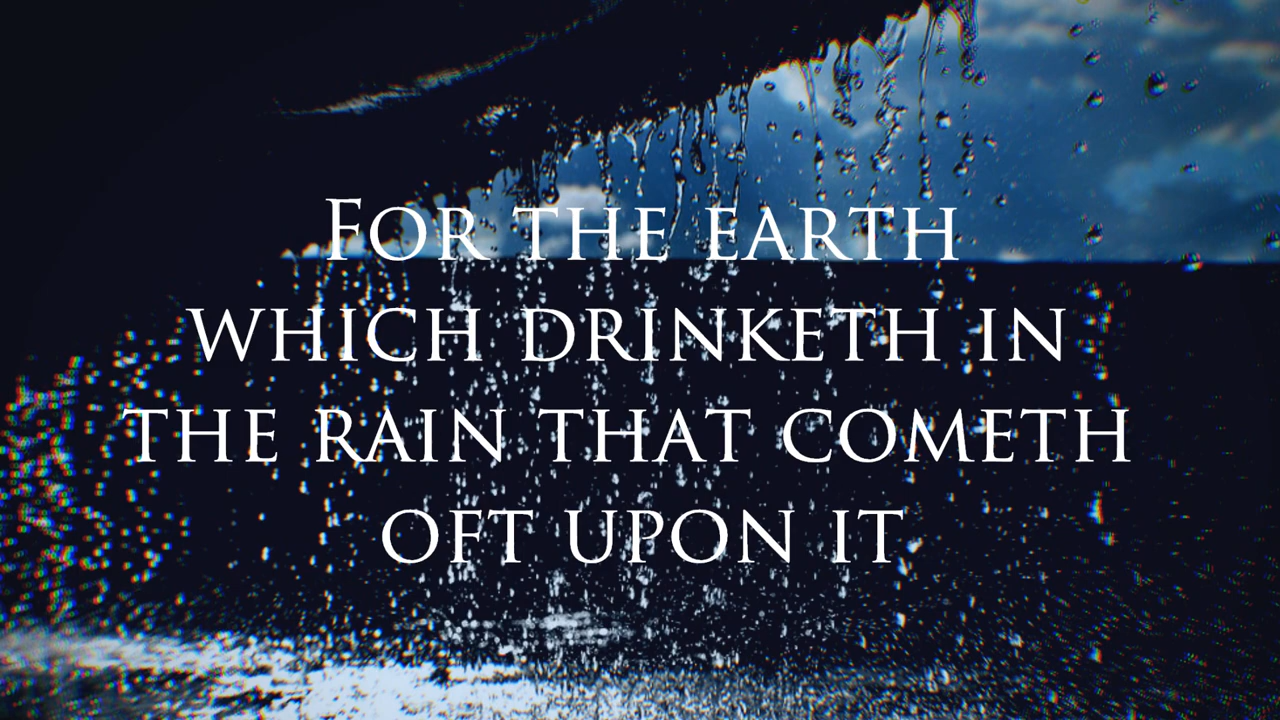 For the earth
which drinketh in
the rain that cometh
oft upon it